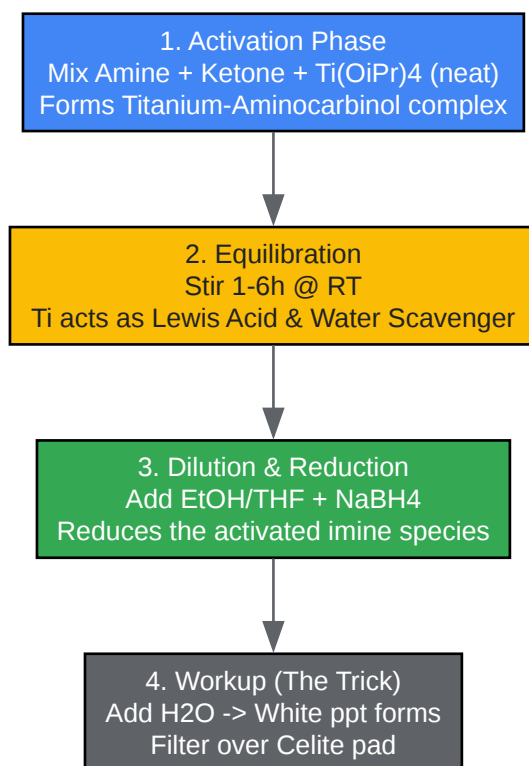 1. Activation Phase
Mix Amine + Ketone + Ti(OiPr)4 (neat)
Forms Titanium-Aminocarbinol complex
2. Equilibration
Stir 1-6h @ RT
Ti acts as Lewis Acid & Water Scavenger
3. Dilution & Reduction
Add EtOH/THF + NaBH4
Reduces the activated imine species
4. Workup (The Trick)
Add H2O -> White ppt forms
Filter over Celite pad